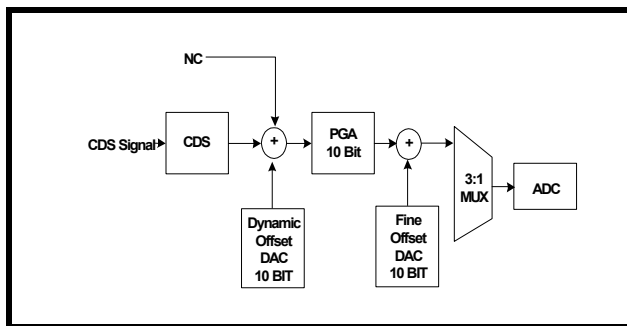 NC
CDS Signal
CDS
+
PGA
10 Bit
+
3:1
MUX
ADC
Dynamic
Offset
DAC
10 BIT
Fine
Offset
DAC
10 BIT